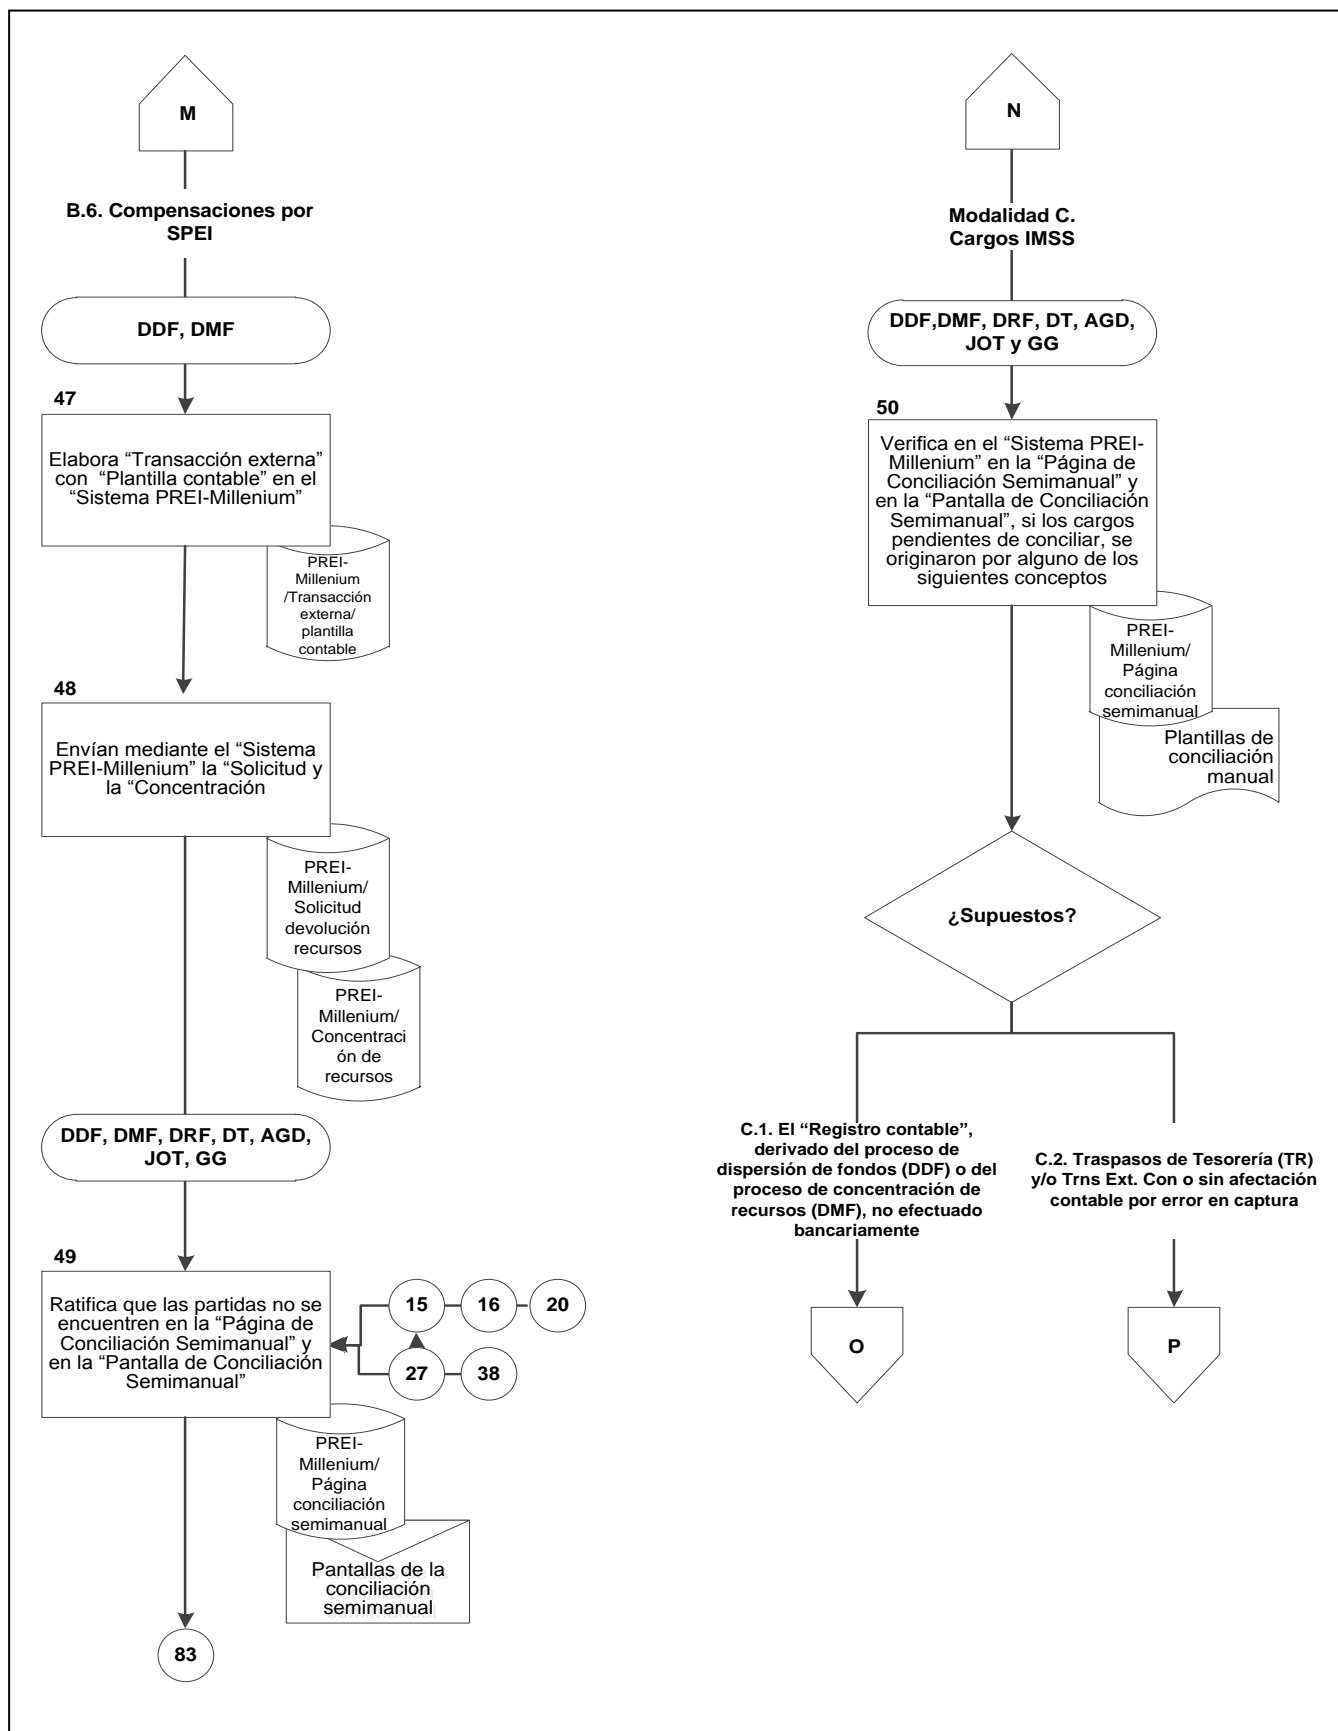 M
B.6. Compensaciones por
SPEI
DDF, DMF
47
Elabora “Transacción externa”
con “Plantilla contable” en el
“Sistema PREI-Millenium”
PREI-
Millenium
/Transacción
externa/
plantilla
contable
48
Envían mediante el “Sistema
PREI-Millenium” la “Solicitud y
la “Concentración
PREI-
Millenium/
Solicitud
devolución
recursos
PREI-
Millenium/
Concentraci
ón de
recursos
DDF, DMF, DRF, DT, AGD,
JOT, GG
49
Ratifica que las partidas no se
encuentren en la “Página de
Conciliación Semimanual” y
en la “Pantalla de Conciliación
Semimanual”
15
16
20
27
38
PREI-
Millenium/
Página
conciliación
semimanual
Pantallas de la
conciliación
semimanual
83
N
Modalidad C.
Cargos IMSS
DDF,DMF, DRF, DT, AGD,
JOT y GG
50
Verifica en el “Sistema PREI-
Millenium” en la “Página de
Conciliación Semimanual” y
en la “Pantalla de Conciliación
Semimanual”, si los cargos
pendientes de conciliar, se
originaron por alguno de los
siguientes conceptos
PREI-
Millenium/
Página
conciliación
semimanual
Plantillas de
conciliación
manual
¿Supuestos?
C.1. El “Registro contable”,
derivado del proceso de
dispersión de fondos (DDF) o del
proceso de concentración de
recursos (DMF), no efectuado
bancariamente
O
C.2. Traspasos de Tesorería (TR)
y/o Trns Ext. Con o sin afectación
contable por error en captura
P